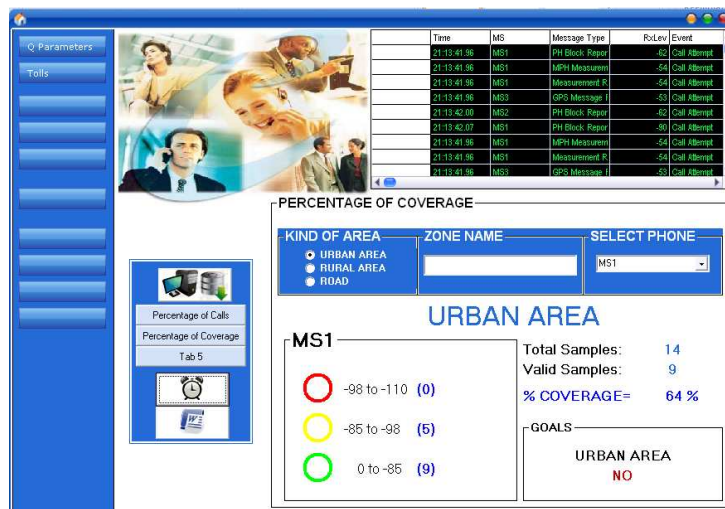 Q Parameters
Tolls
Time MS Message Type RxLev Event
21:13:41.96 MS1 PH Block Repor -62 Call Attempt
21:13:41.96 MS1 MPH Measurem -54 Call Attempt
21:13:41.96 MS1 Measurement R -54 Call Attempt
21:13:41.96 MS3 GPS Message F -53 Call Attempt
21:13:42.00 MS2 PH Block Repor -62 Call Attempt
21:13:42.07 MS1 PH Block Repor -90 Call Attempt
21:13:41.96 MS1 MPH Measurem -54 Call Attempt
21:13:41.96 MS1 Measurement R -54 Call Attempt
21:13:41.96 MS3 GPS Message F -53 Call Attempt
PERCENTAGE OF COVERAGE
KIND OF AREA
URBAN AREA
RURAL AREA
ROAD
ZONE NAME
SELECT PHONE
MS1
Percentage of Calls
Percentage of Coverage
Tab 5
URBAN AREA
MS1
-98 to -110 (0)
-85 to -98 (5)
0 to -85 (9)
Total Samples: 14
Valid Samples: 9
% COVERAGE= 64 %
GOALS
URBAN AREA
NO